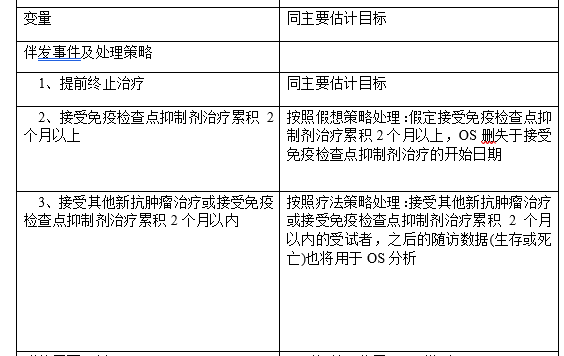 变量
同主要估计目标
伴发事件及处理策略
1、提前终止治疗
同主要估计目标
2、接受免疫检查点抑制剂治疗累积 2
个月以上
按照假想策略处理:假定接受免疫检查点抑
制剂治疗累积 2 个月以上，OS 删失于接受
免疫检查点抑制剂治疗的开始日期
3、接受其他新抗肿瘤治疗或接受免疫
检查点抑制剂治疗累积 2 个月以内
按照疗法策略处理:接受其他新抗肿瘤治疗
或接受免疫检查点抑制剂治疗累积 2 个月
以内的受试者，之后的随访数据(生存或死
亡)也将用于 OS 分析